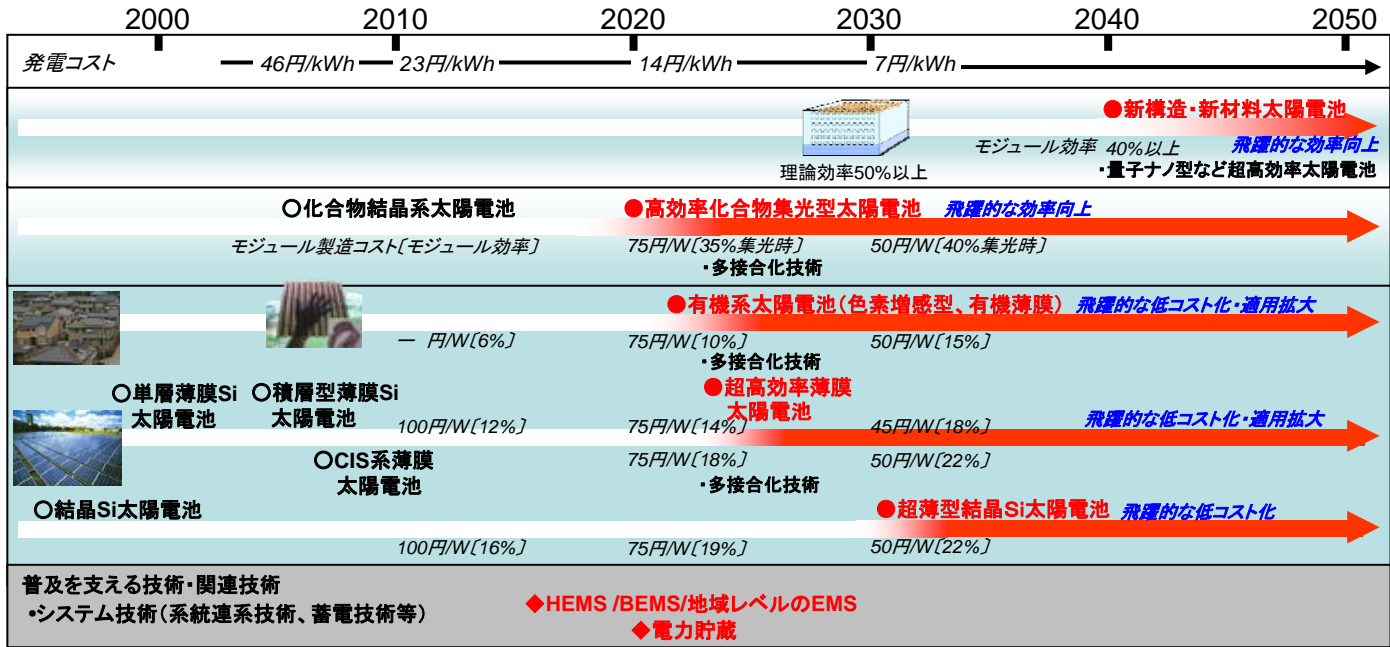 2000 2010 2020 2030 2040 2050
発電コスト 46円/kWh 23円/kWh 14円/kWh 7円/kWh
●新構造・新材料太陽電池
モジュール効率 40%以上 飛躍的な効率向上
理論効率50%以上 ・量子ナノ型など超高効率太陽電池
○化合物結晶系太陽電池 ●高効率化合物集光型太陽電池 飛躍的な効率向上
モジュール製造コスト〔モジュール効率〕 75円/W〔35%集光時〕 50円/W〔40%集光時〕
・多接合化技術
●有機系太陽電池(色素増感型、有機薄膜) 飛躍的な低コスト化・適用拡大
― 円/W〔6%〕 75円/W〔10%〕 50円/W〔15%〕
・多接合化技術
○単層薄膜Si ○積層型薄膜Si ●超高効率薄膜
太陽電池 太陽電池 太陽電池 飛躍的な低コスト化・適用拡大
100円/W〔12%〕 75円/W〔14%〕 45円/W〔18%〕
○CIS系薄膜 75円/W〔18%〕 50円/W〔22%〕
太陽電池 ・多接合化技術
○結晶Si太陽電池 ●超薄型結晶Si太陽電池 飛躍的な低コスト化
100円/W〔16%〕 75円/W〔19%〕 50円/W〔22%〕
普及を支える技術・関連技術
・システム技術(系統連系技術、蓄電技術等) ◆HEMS /BEMS/地域レベルのEMS
◆電力貯蔵